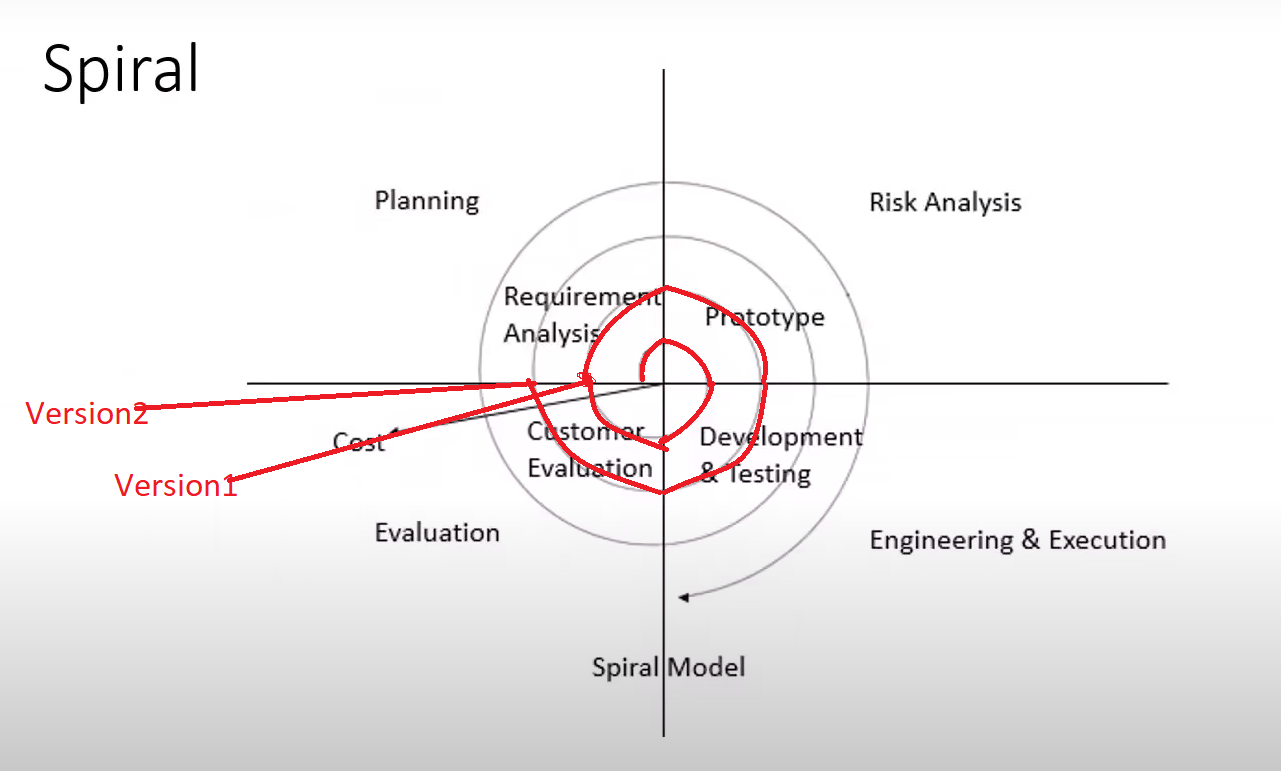 Spiral
Planning
Risk Analysis
Requirement
Analysis
Prototype
Version2
Cost
Customer
Evaluation
Development
& Testing
Version1
Evaluation
Engineering & Execution
Spiral Model